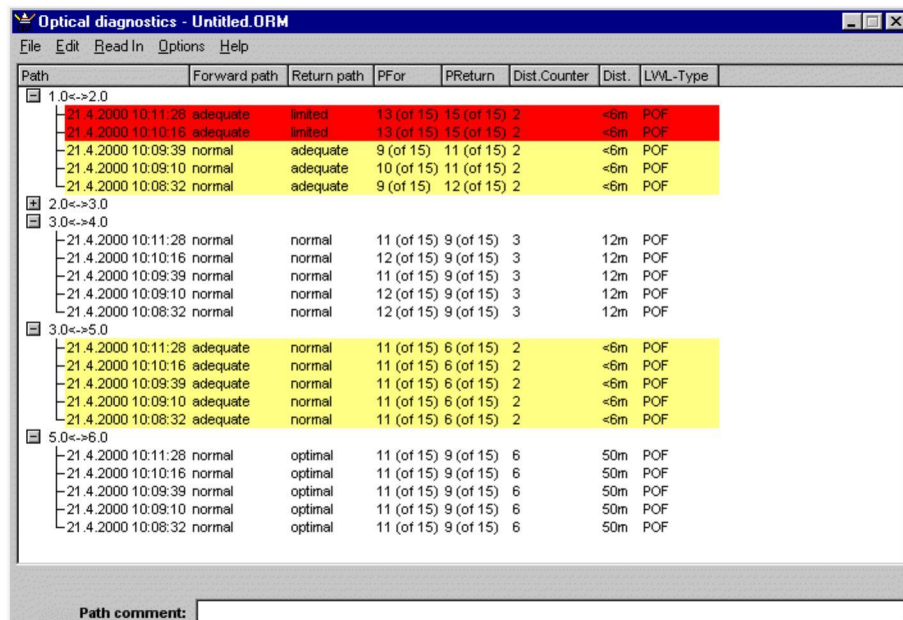 Optical diagnostics - Untitled.ORM
File Edit Read In Options Help
Path Forward path Return path PFor PReturn Dist.Counter Dist. LWL-Type
1.0<->2.0
21.4.2000 10:11:28 adequate limited 13 (of 15) 15 (of 15) 2 <6m POF
21.4.2000 10:10:16 adequate limited 13 (of 15) 15 (of 15) 2 <6m POF
21.4.2000 10:09:39 normal adequate 9 (of 15) 11 (of 15) 2 <6m POF
21.4.2000 10:09:10 normal adequate 10 (of 15) 11 (of 15) 2 <6m POF
21.4.2000 10:08:32 normal adequate 9 (of 15) 12 (of 15) 2 <6m POF
2.0<->3.0
3.0<->4.0
21.4.2000 10:11:28 normal normal 11 (of 15) 9 (of 15) 3 12m POF
21.4.2000 10:10:16 normal normal 12 (of 15) 9 (of 15) 3 12m POF
21.4.2000 10:09:39 normal normal 11 (of 15) 9 (of 15) 3 12m POF
21.4.2000 10:09:10 normal normal 12 (of 15) 9 (of 15) 3 12m POF
21.4.2000 10:08:32 normal normal 12 (of 15) 9 (of 15) 3 12m POF
3.0<->5.0
21.4.2000 10:11:28 adequate normal 11 (of 15) 6 (of 15) 2 <6m POF
21.4.2000 10:10:16 adequate normal 11 (of 15) 6 (of 15) 2 <6m POF
21.4.2000 10:09:39 adequate normal 11 (of 15) 6 (of 15) 2 <6m POF
21.4.2000 10:09:10 adequate normal 11 (of 15) 6 (of 15) 2 <6m POF
21.4.2000 10:08:32 adequate normal 11 (of 15) 6 (of 15) 2 <6m POF
5.0<->6.0
21.4.2000 10:11:28 normal optimal 11 (of 15) 9 (of 15) 6 50m POF
21.4.2000 10:10:16 normal optimal 11 (of 15) 9 (of 15) 6 50m POF
21.4.2000 10:09:39 normal optimal 11 (of 15) 9 (of 15) 6 50m POF
21.4.2000 10:09:10 normal optimal 11 (of 15) 9 (of 15) 6 50m POF
21.4.2000 10:08:32 normal optimal 11 (of 15) 9 (of 15) 6 50m POF
Path comment: